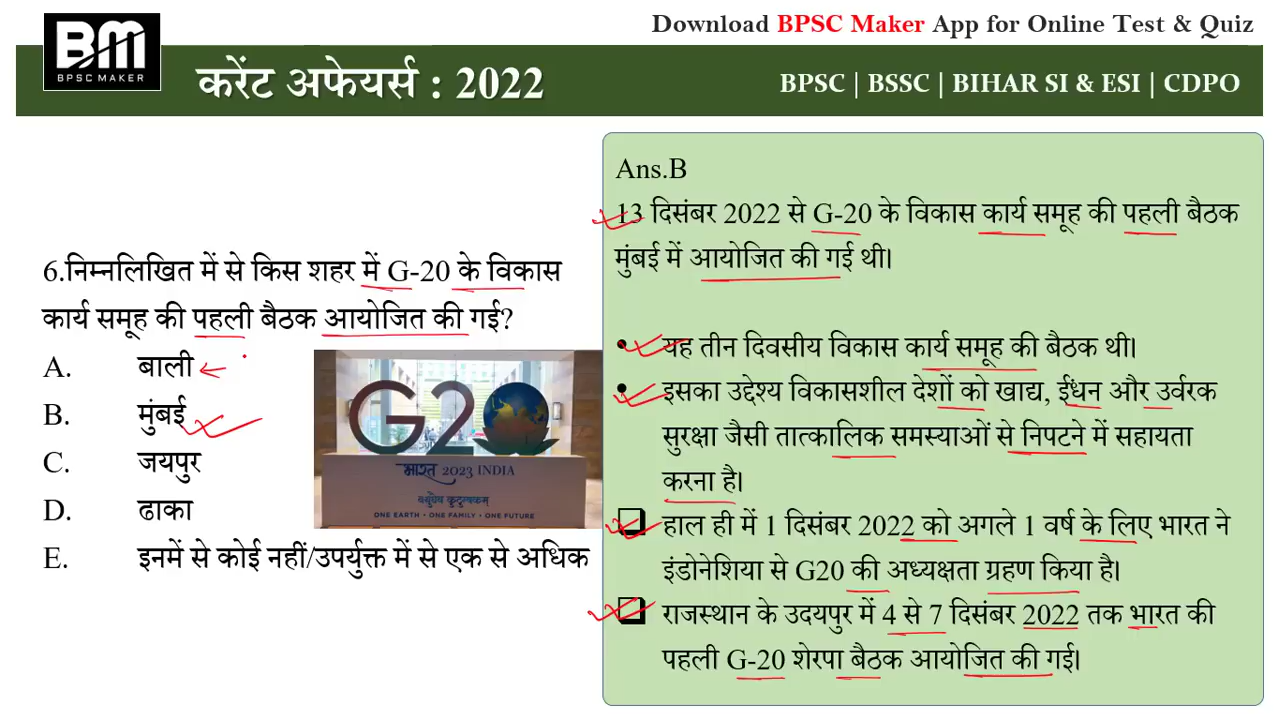 Download BPSC Maker App for Online Test & Quiz
BM
BPSC MAKER
करेंट अफेयर्स : 2022
BPSC | BSSC | BIHAR SI & ESI | CDPO
6.निम्नलिखित में से किस शहर में G-20 के विकास
कार्य समूह की पहली बैठक आयोजित की गई?
A. बाली
B. मुंबई
C. जयपुर
D. ढाका
E. इनमें से कोई नहीं/उपर्युक्त में से एक से अधिक
G20
भारत 2023 INDIA
वसुधैव कुटुम्बकम्
ONE EARTH • ONE FAMILY • ONE FUTURE
Ans.B
13 दिसंबर 2022 से G-20 के विकास कार्य समूह की पहली बैठक
मुंबई में आयोजित की गई थी।
• यह तीन दिवसीय विकास कार्य समूह की बैठक थी।
• इसका उद्देश्य विकासशील देशों को खाद्य, ईंधन और उर्वरक
सुरक्षा जैसी तात्कालिक समस्याओं से निपटने में सहायता
करना है।
हाल ही में 1 दिसंबर 2022 को अगले 1 वर्ष के लिए भारत ने
इंडोनेशिया से G20 की अध्यक्षता ग्रहण किया है।
राजस्थान के उदयपुर में 4 से 7 दिसंबर 2022 तक भारत की
पहली G-20 शेरपा बैठक आयोजित की गई।